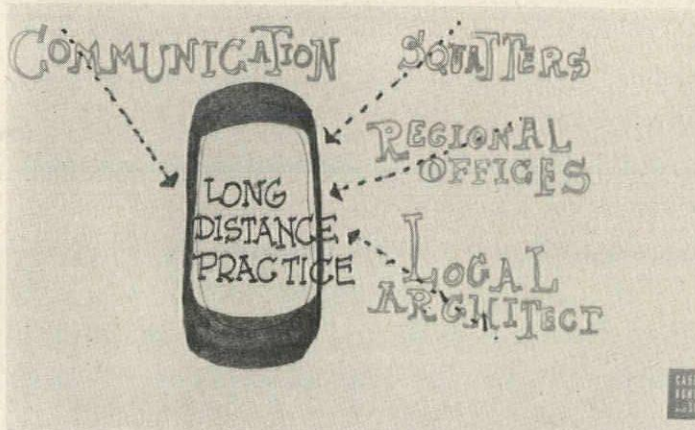 COMMUNICATION
SQUATTERS
REGIONAL
OFFICES
LOCAL
ARCHITECT
LONG
DISTANCE
PRACTICE